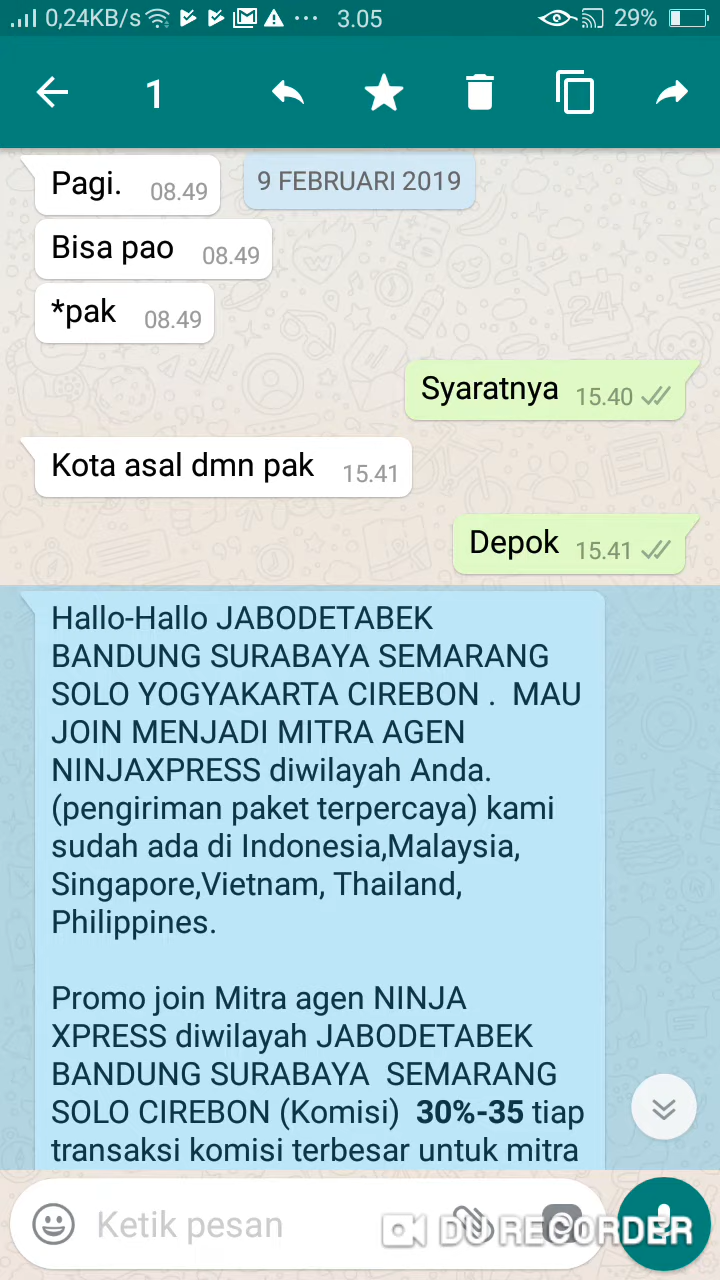 0,24KB/s ... 3.05 29%
1
9 FEBRUARI 2019
Pagi. 08.49
Bisa pao 08.49
*pak 08.49
Syaratnya 15.40
Kota asal dmn pak 15.41
Depok 15.41
Hallo-Hallo JABODETABEK
BANDUNG SURABAYA SEMARANG
SOLO YOGYAKARTA CIREBON .  MAU
JOIN MENJADI MITRA AGEN
NINJAXPRESS diwilayah Anda.
(pengiriman paket terpercaya) kami
sudah ada di Indonesia,Malaysia,
Singapore,Vietnam, Thailand,
Philippines.
Promo join Mitra agen NINJA
XPRESS diwilayah JABODETABEK
BANDUNG SURABAYA  SEMARANG
SOLO CIREBON (Komisi)  30%-35 tiap
transaksi komisi terbesar untuk mitra
Ketik pesan
DU RECORDER